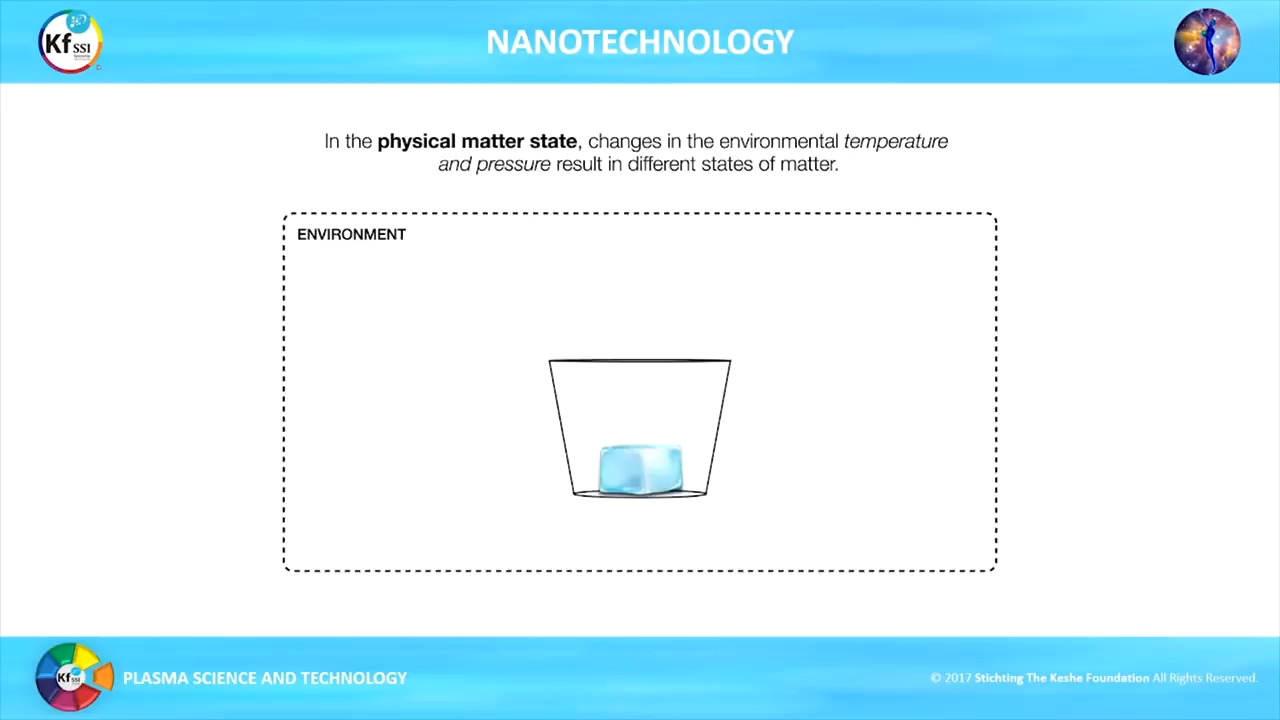 Kf SSI
NANOTECHNOLOGY
In the physical matter state, changes in the environmental temperature
and pressure result in different states of matter.
ENVIRONMENT
Kf SSI
PLASMA SCIENCE AND TECHNOLOGY
© 2017 Stichting The Keshe Foundation All Rights Reserved.